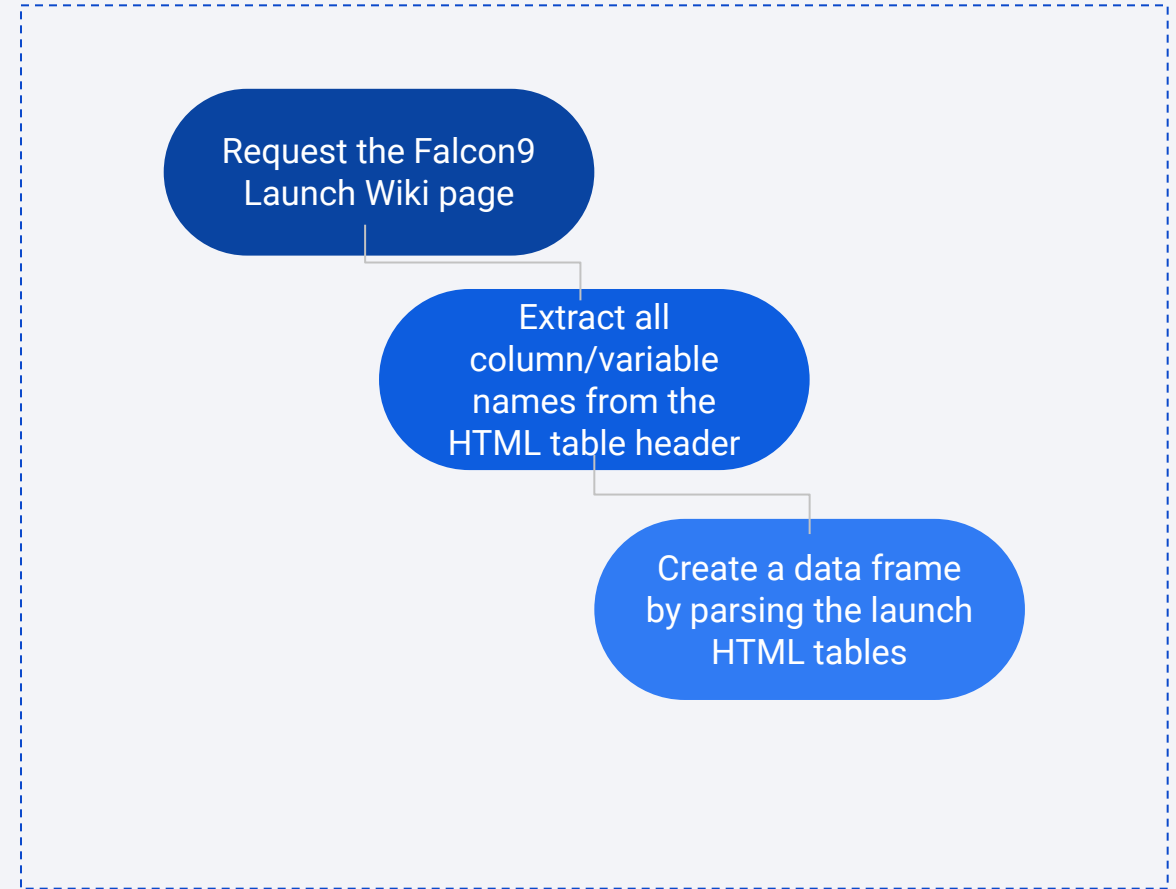 Request the Falcon9
Launch Wiki page
Extract all
column/variable
names from the
HTML table header
Create a data frame
by parsing the launch
HTML tables